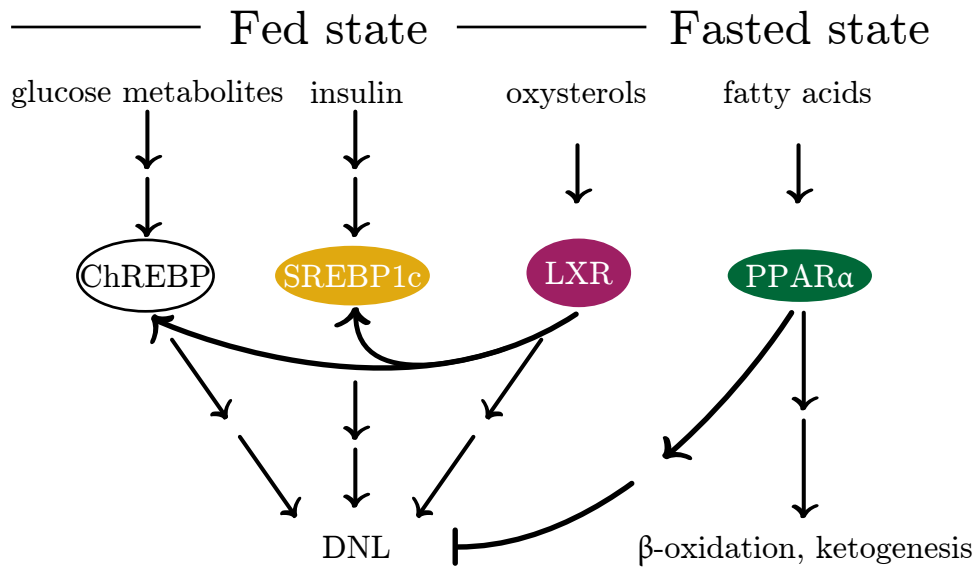 Fed state Fasted state
glucose metabolites insulin oxysterols fatty acids
ChREBP SREBP1c LXR PPARα
DNL β-oxidation, ketogenesis